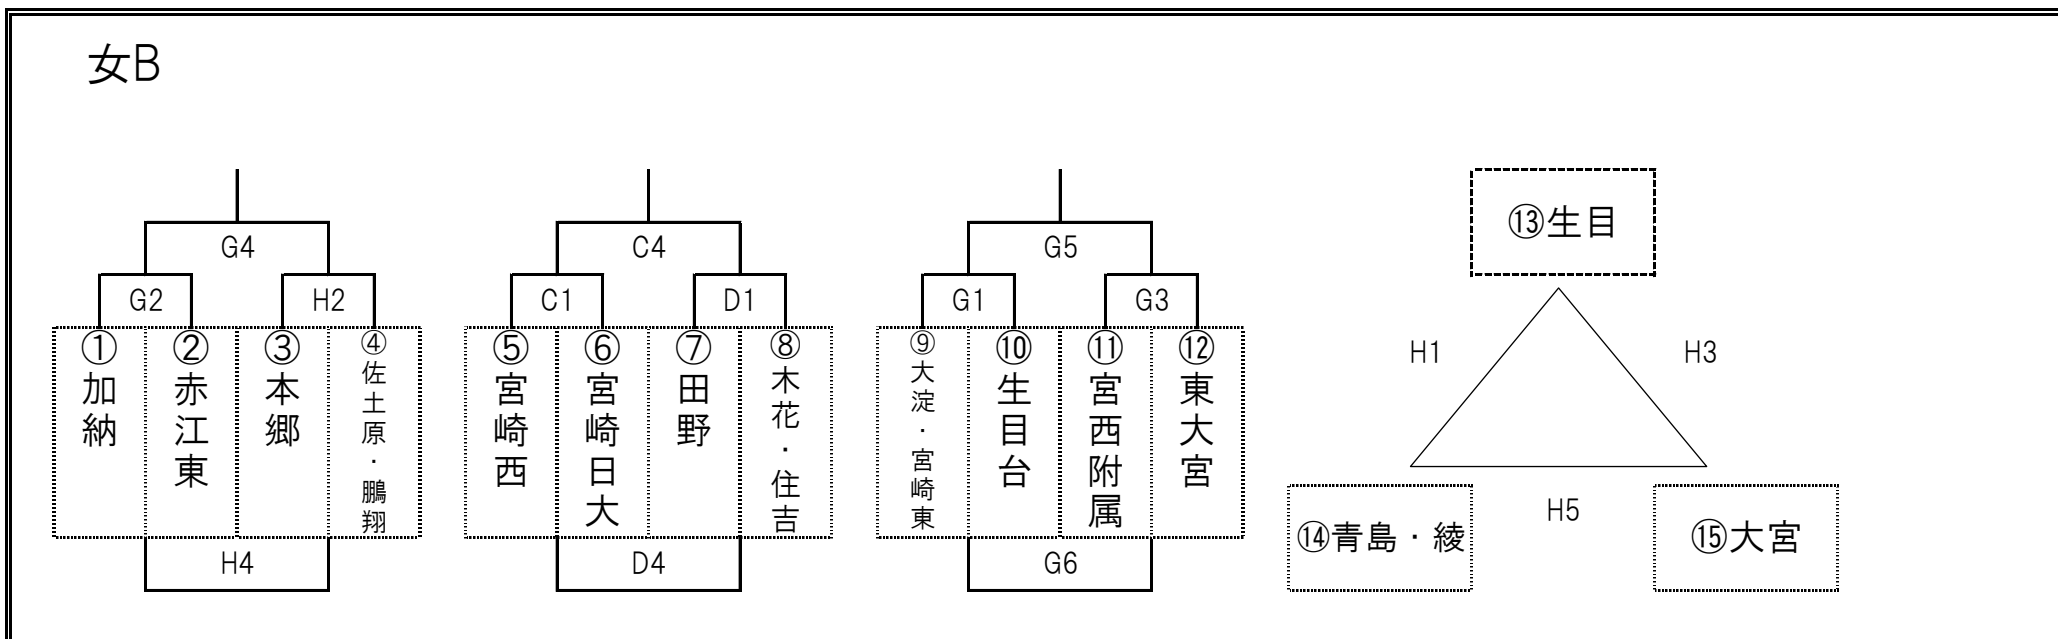 女B
G4
G2
H2
①加納
②赤江東
③本郷
④佐土原・鵬翔
H4
C4
C1
D1
⑤宮崎西
⑥宮崎日大
⑦田野
⑧木花・住吉
D4
G5
G1
G3
⑨大淀・宮崎東
⑩生目台
⑪宮西附属
⑫東大宮
G6
⑬生目
H1
H3
H5
⑭青島・綾
⑮大宮